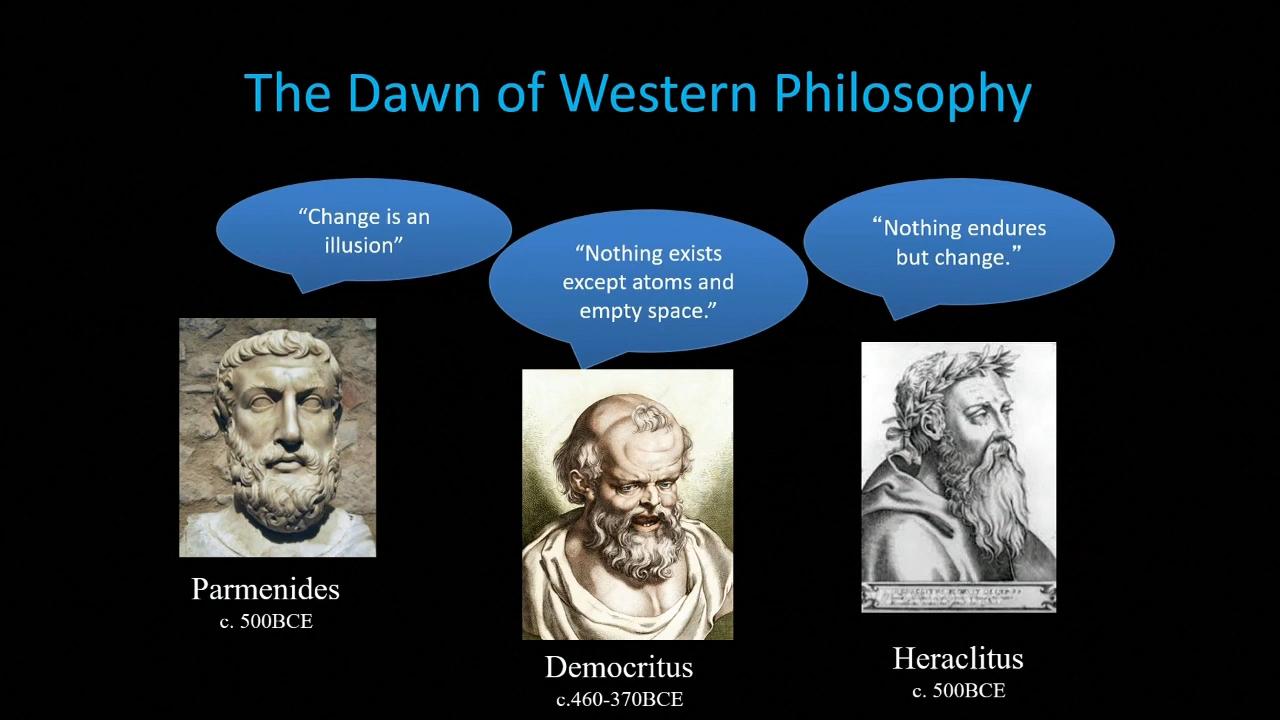 The Dawn of Western Philosophy
“Change is an
illusion”
“Nothing exists
except atoms and
empty space.”
“Nothing endures
but change.”
Parmenides
c. 500BCE
Democritus
c.460-370BCE
Heraclitus
c. 500BCE